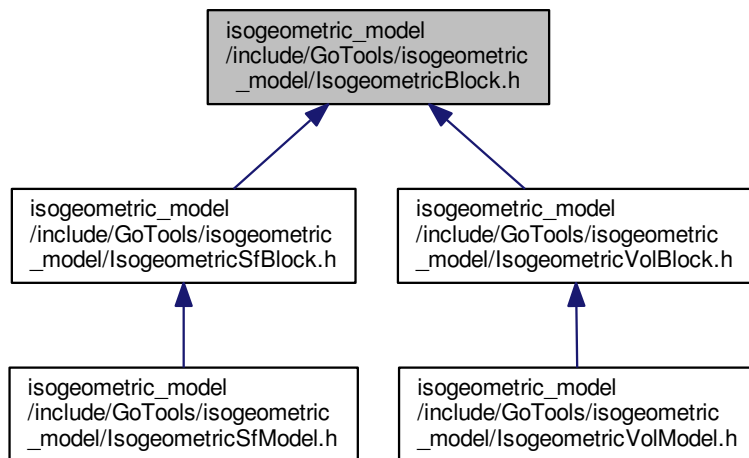 isogeometric_model
/include/GoTools/isogeometric
_model/IsogeometricBlock.h
isogeometric_model
/include/GoTools/isogeometric
_model/IsogeometricSfBlock.h
isogeometric_model
/include/GoTools/isogeometric
_model/IsogeometricVolBlock.h
isogeometric_model
/include/GoTools/isogeometric
_model/IsogeometricSfModel.h
isogeometric_model
/include/GoTools/isogeometric
_model/IsogeometricVolModel.h